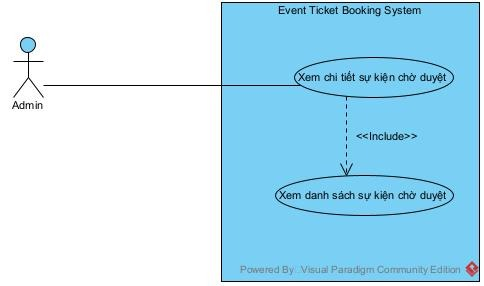 Event Ticket Booking System
Xem chi tiết sự kiện chờ duyệt
Admin
<<Include>>
Xem danh sách sự kiện chờ duyệt
Powered By Visual Paradigm Community Edition